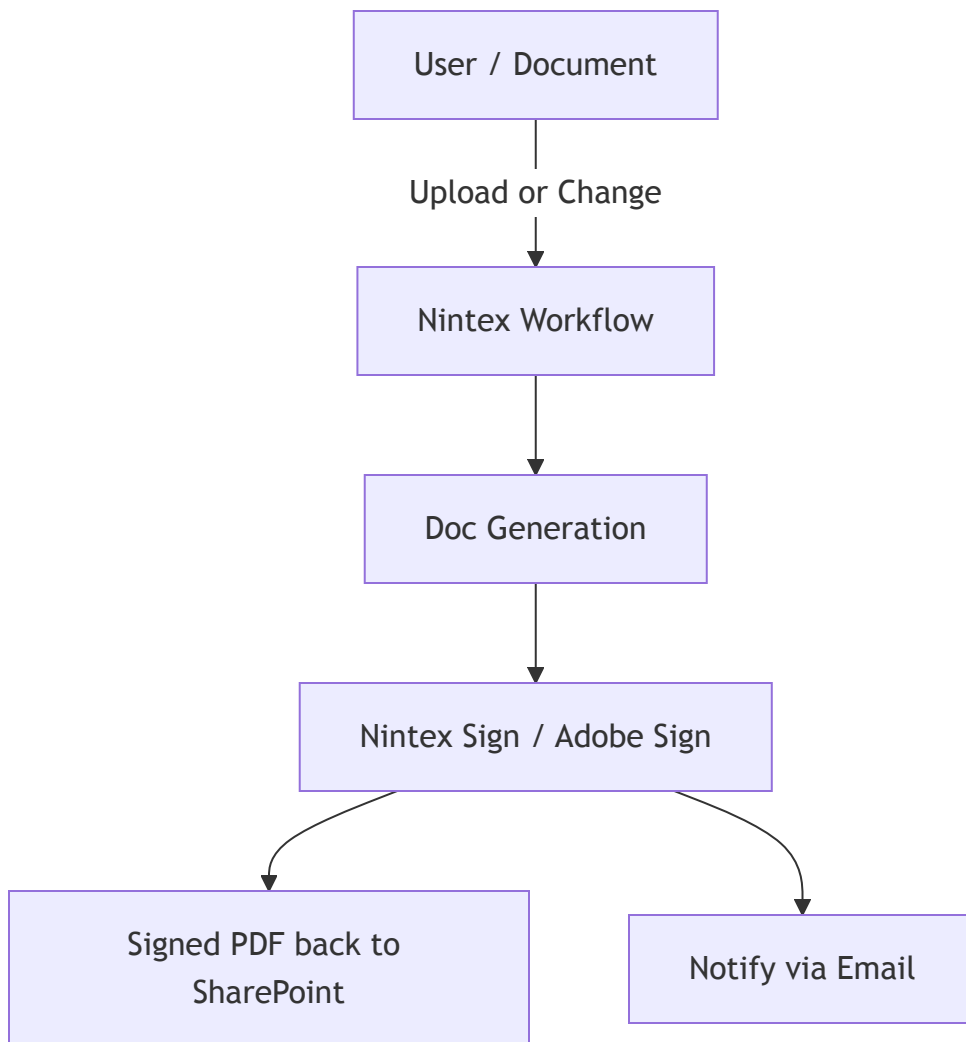 User / Document
Upload or Change
Nintex Workflow
Doc Generation
Nintex Sign / Adobe Sign
Signed PDF back to
SharePoint
Notify via Email